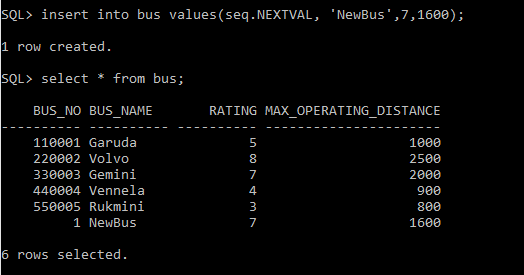 SQL> insert into bus values(seq.NEXTVAL, 'NewBus',7,1600);
1 row created.
SQL> select * from bus;
    BUS_NO BUS_NAME       RATING MAX_OPERATING_DISTANCE
---------- ---------- ---------- ----------------------
    110001 Garuda              5                   1000
    220002 Volvo               8                   2500
    330003 Gemini              7                   2000
    440004 Vennela             4                    900
    550005 Rukmini             3                    800
         1 NewBus              7                   1600
6 rows selected.